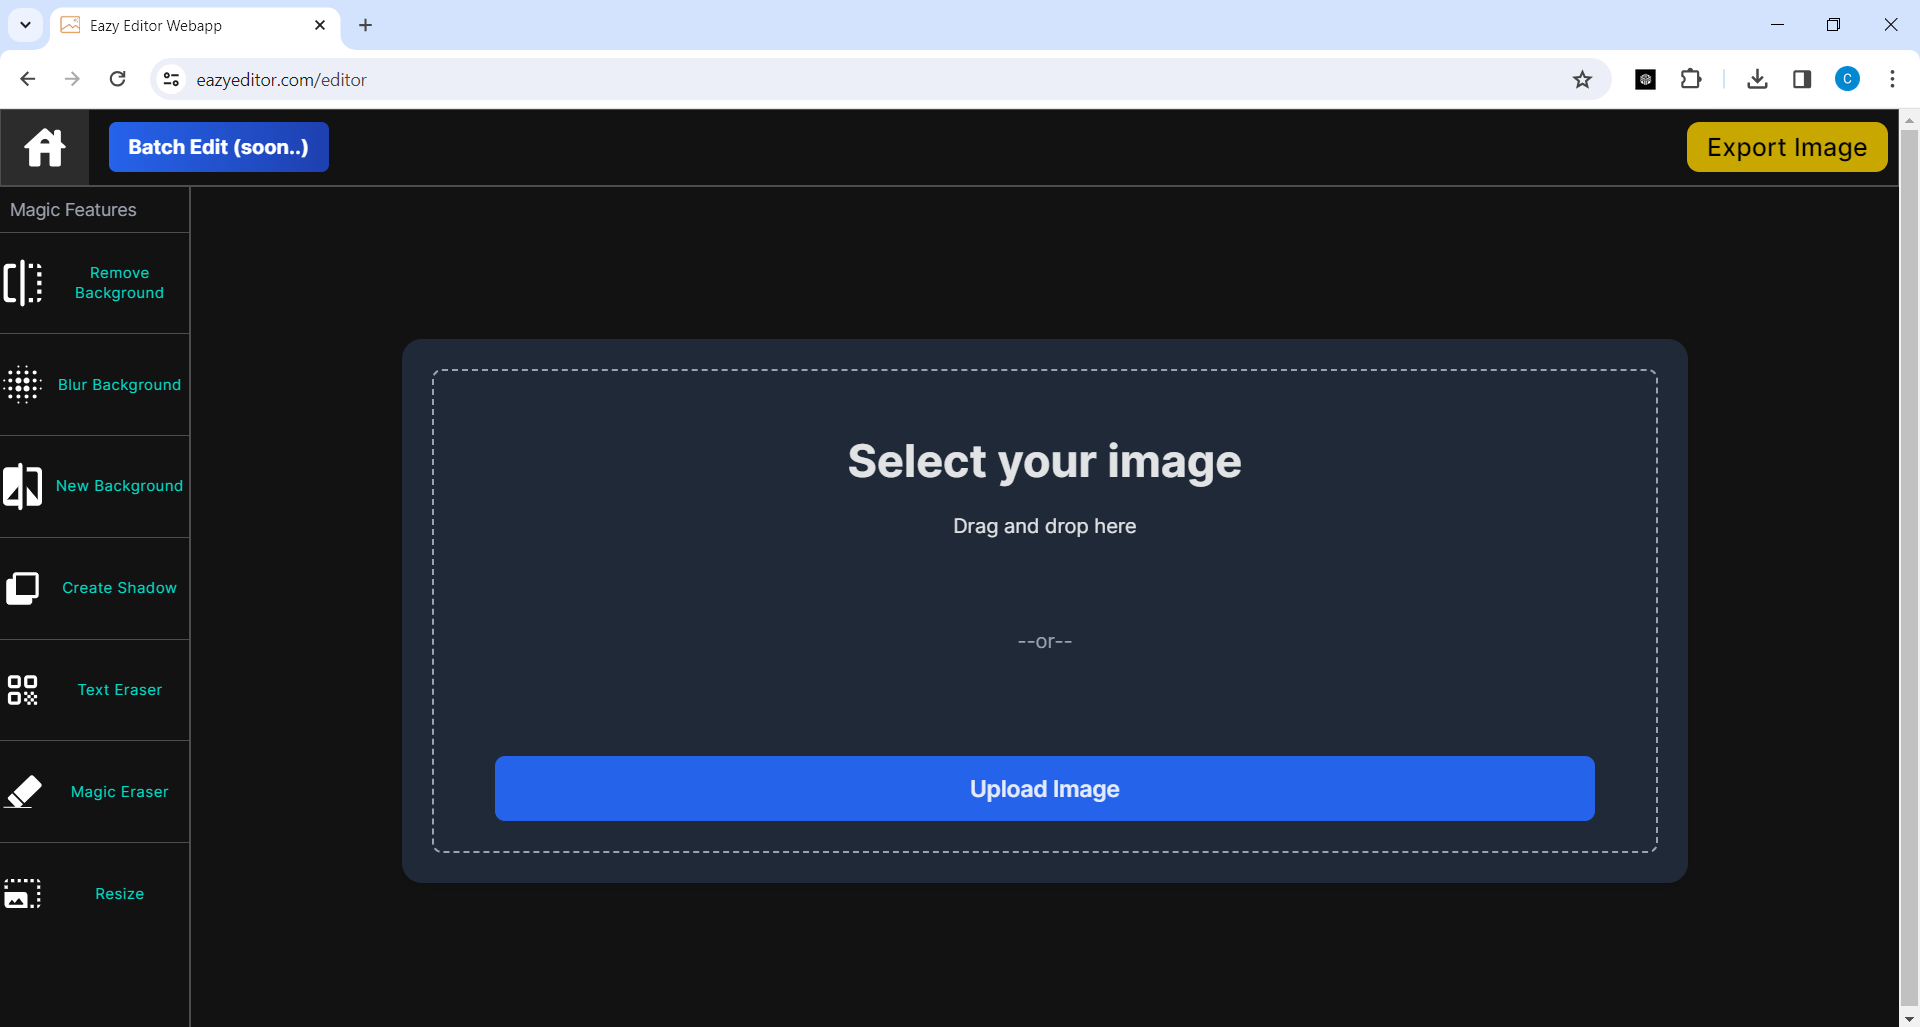 Eazy Editor Webapp
eazyeditor.com/editor
C
Batch Edit (soon..)
Export Image
Magic Features
Remove
Background
Blur Background
New Background
Create Shadow
Text Eraser
Magic Eraser
Resize
Select your image
Drag and drop here
--or--
Upload Image